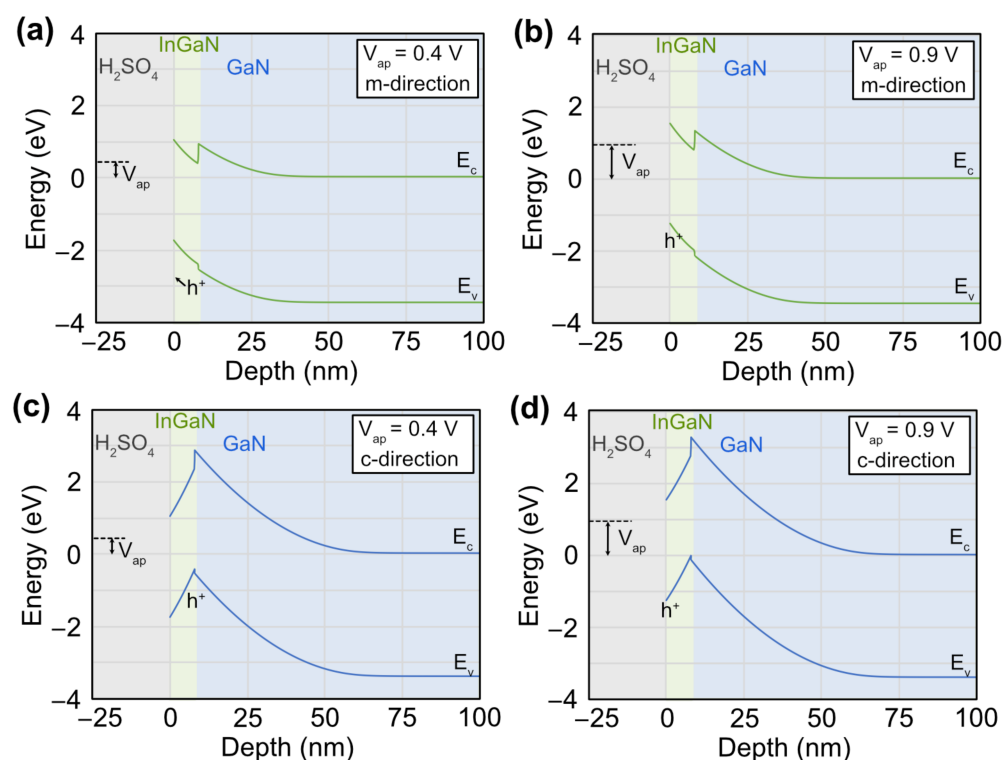 (a)
InGaN
H₂SO₄
GaN
V_ap = 0.4 V
m-direction
4
2
0
−2
−4
Energy (eV)
V_ap
E_c
h⁺
E_v
−25
0
25
50
75
100
Depth (nm)
(b)
InGaN
H₂SO₄
GaN
V_ap = 0.9 V
m-direction
4
2
0
−2
−4
Energy (eV)
V_ap
E_c
h⁺
E_v
−25
0
25
50
75
100
Depth (nm)
(c)
InGaN
H₂SO₄
GaN
V_ap = 0.4 V
c-direction
4
2
0
−2
−4
Energy (eV)
V_ap
E_c
h⁺
E_v
−25
0
25
50
75
100
Depth (nm)
(d)
InGaN
H₂SO₄
GaN
V_ap = 0.9 V
c-direction
4
2
0
−2
−4
Energy (eV)
V_ap
E_c
h⁺
E_v
−25
0
25
50
75
100
Depth (nm)